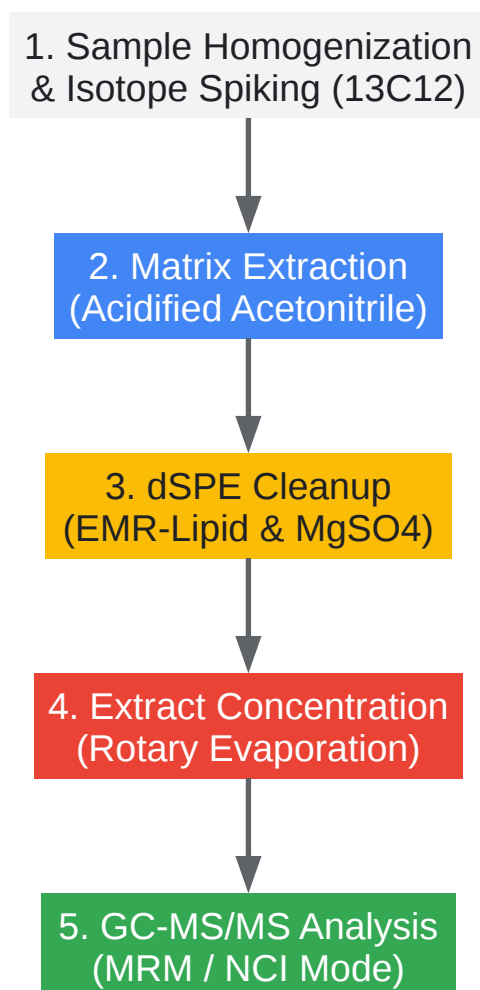 1. Sample Homogenization
& Isotope Spiking (13C12)
2. Matrix Extraction
(Acidified Acetonitrile)
3. dSPE Cleanup
(EMR-Lipid & MgSO4)
4. Extract Concentration
(Rotary Evaporation)
5. GC-MS/MS Analysis
(MRM / NCI Mode)